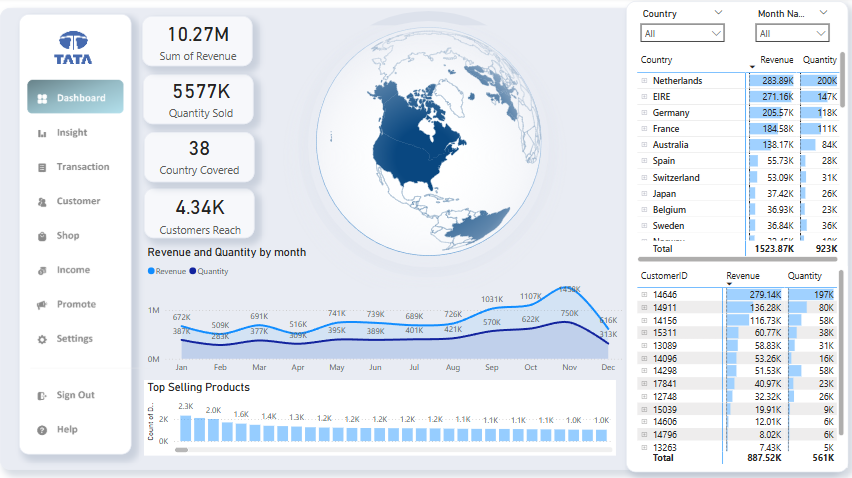 TATA
Dashboard
Insight
Transaction
Customer
Shop
Income
Promote
Settings
Sign Out
Help
10.27M
Sum of Revenue
5577K
Quantity Sold
38
Country Covered
4.34K
Customers Reach
Revenue and Quantity by month
Revenue Quantity
1M
0M
672K 509K 691K 516K 741K 739K 689K 726K 1031K 1107K 616K
387K 283K 377K 309K 395K 389K 401K 421K 570K 622K 750K 313K
Jan Feb Mar Apr May Jun Jul Aug Sep Oct Nov Dec
Top Selling Products
Count of D...
2K
0K
2.3K 2.0K 1.6K 1.4K 1.3K 1.2K 1.2K 1.2K 1.2K 1.2K 1.1K 1.1K 1.1K 1.1K 1.0K 1.0K
Country Month Na...
All All
Country Revenue Quantity
Netherlands 283.89K 200K
EIRE 271.16K 147K
Germany 205.57K 118K
France 184.58K 111K
Australia 138.17K 84K
Spain 55.73K 28K
Switzerland 53.09K 31K
Japan 37.42K 26K
Belgium 36.93K 23K
Sweden 36.84K 36K
Total 1523.87K 923K
CustomerID Revenue Quantity
14646 279.14K 197K
14911 136.28K 80K
14156 116.73K 58K
15311 60.77K 38K
13089 58.83K 31K
14096 53.26K 16K
14298 51.53K 58K
17841 40.97K 23K
12748 32.32K 26K
15039 19.91K 9K
14606 12.01K 6K
14796 8.02K 6K
13263 7.43K 5K
Total 887.52K 561K